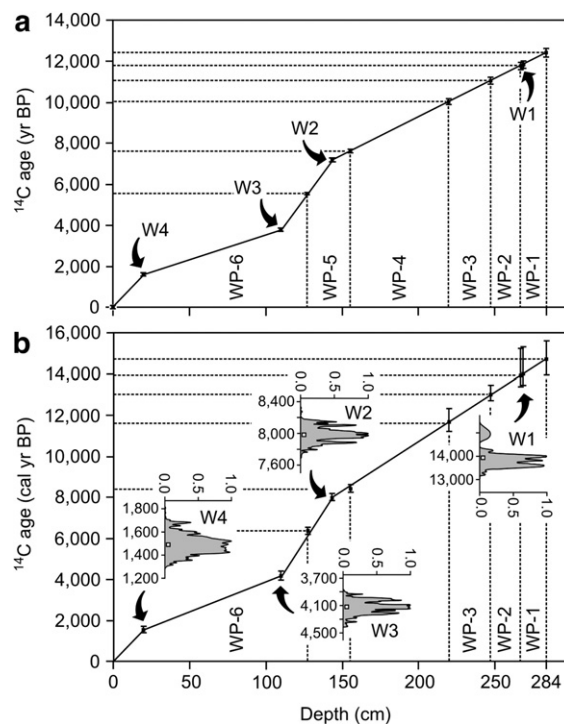 a
14,000
12,000
10,000
8,000
6,000
4,000
2,000
0
¹⁴C age (yr BP)
W4
W3
W2
W1
WP-6
WP-5
WP-4
WP-3
WP-2
WP-1
b
16,000
14,000
12,000
10,000
8,000
6,000
4,000
2,000
0
¹⁴C age (cal yr BP)
W4
0.0
0.5
1.0
1,800
1,600
1,400
1,200
W2
0.0
0.5
1.0
8,400
8,000
7,600
W3
0.0
0.5
1.0
3,700
4,100
4,500
W1
14,000
13,000
0.0
0.5
1.0
WP-6
WP-3
WP-2
WP-1
0 50 100 150 200 250 284
Depth (cm)